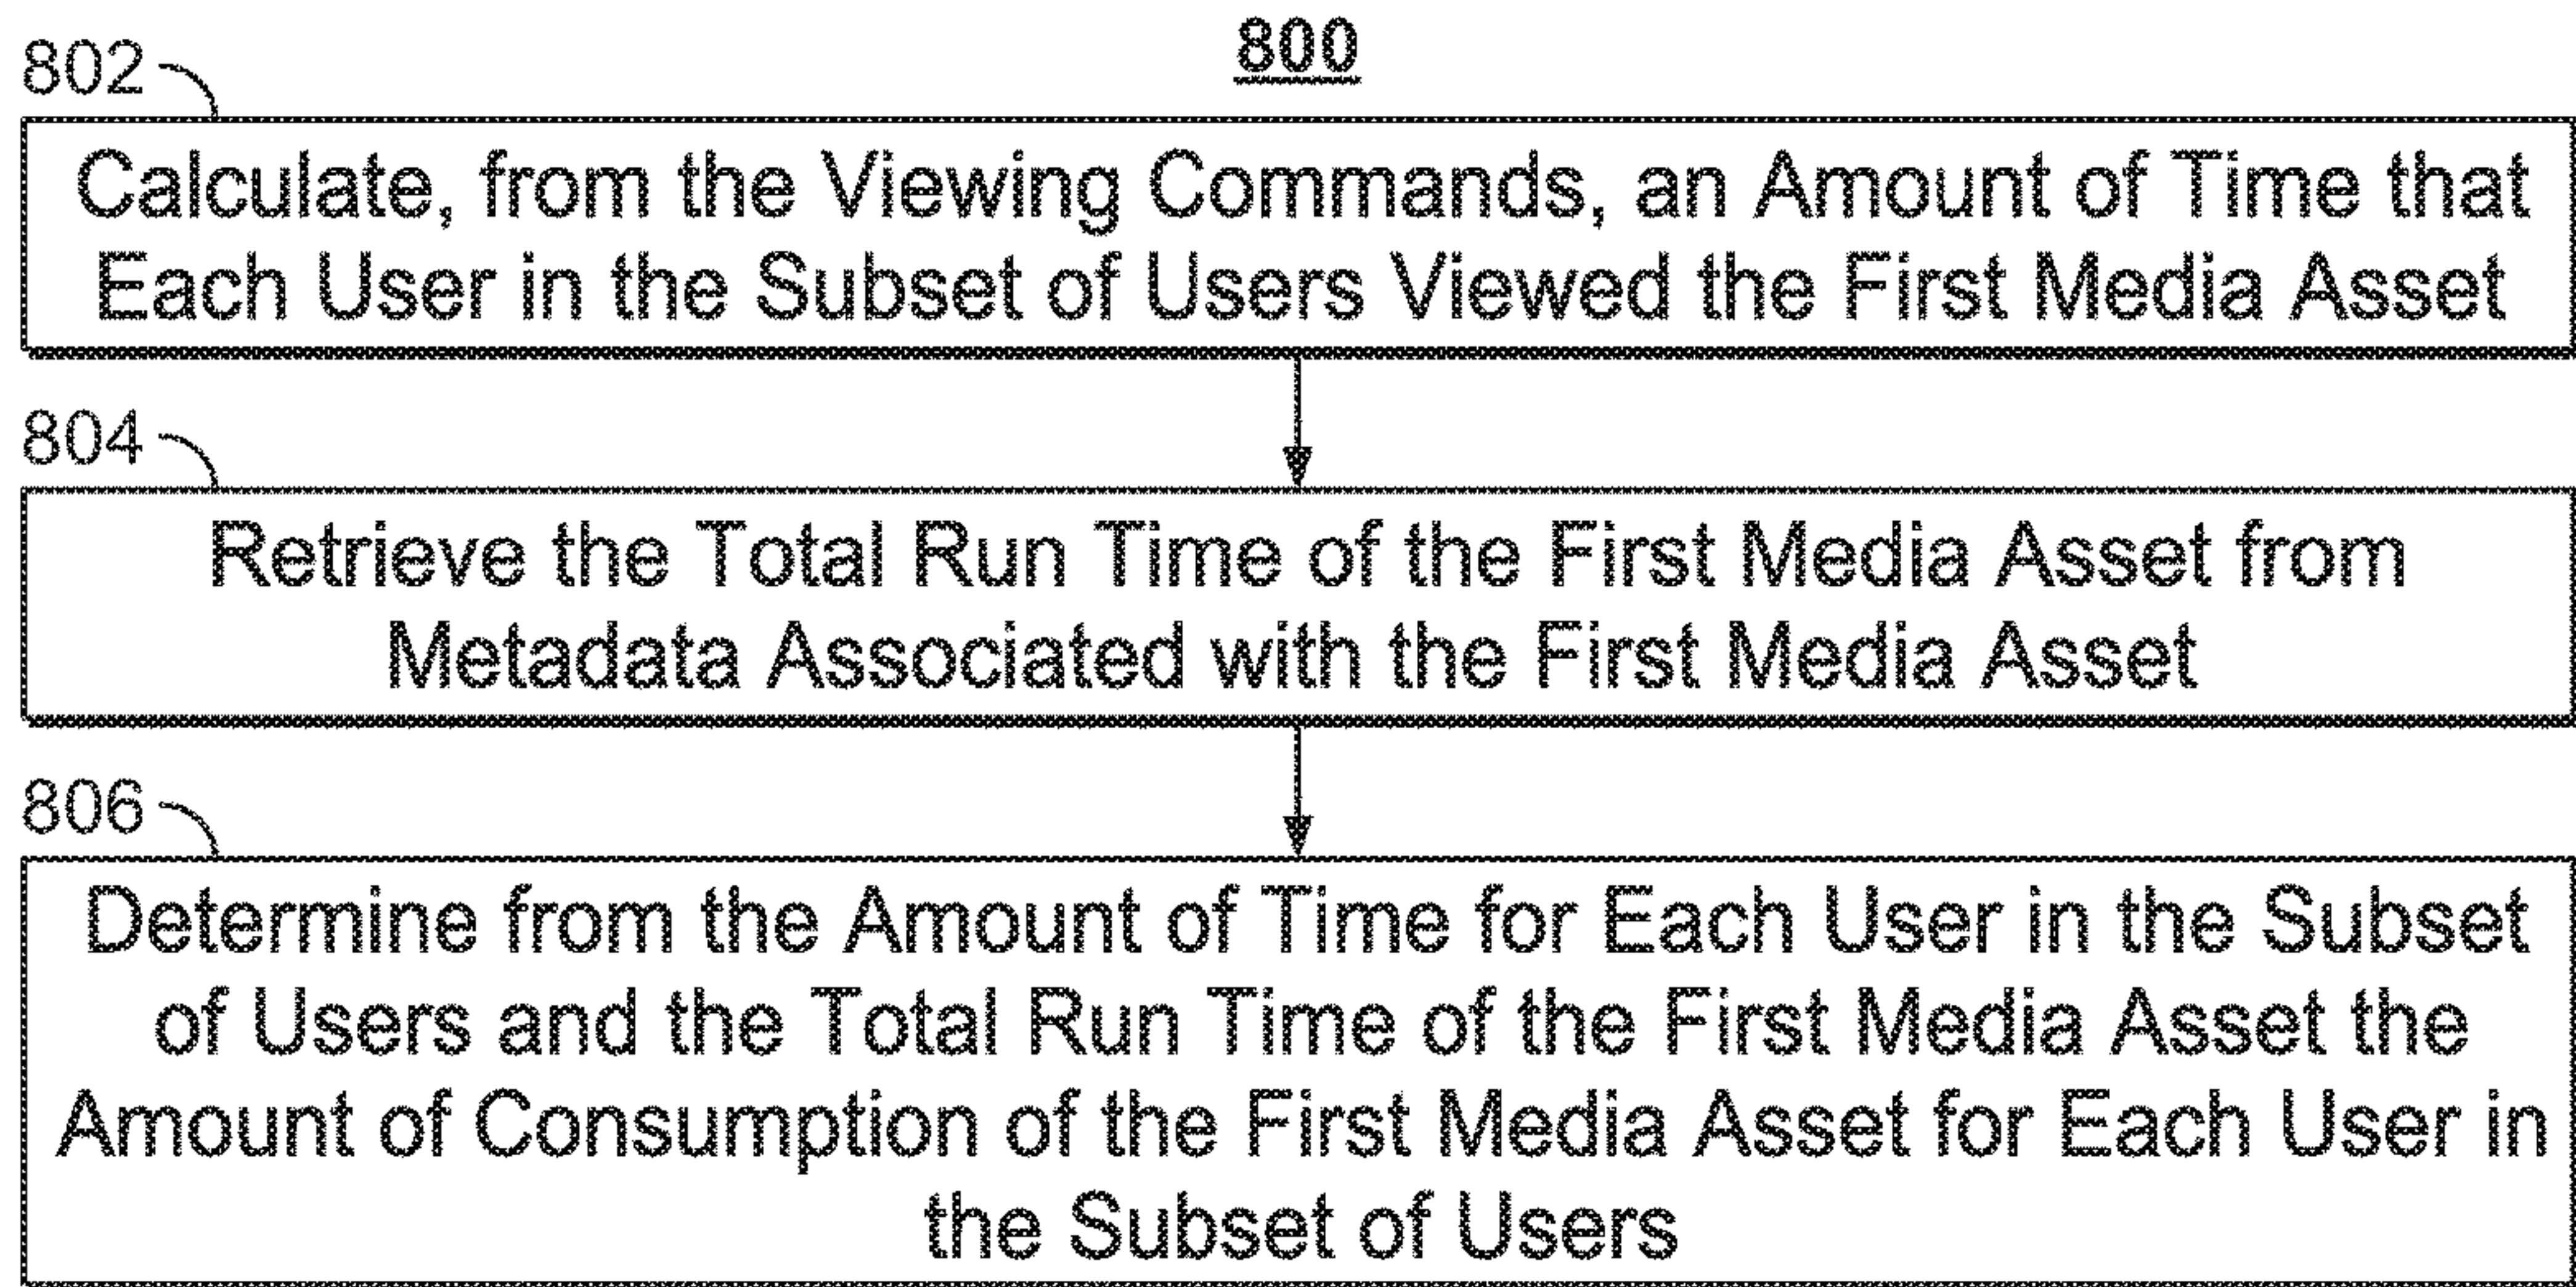 800
802
Calculate, from the Viewing Commands, an Amount of Time that
Each User in the Subset of Users Viewed the First Media Asset
804
Retrieve the Total Run Time of the First Media Asset from
Metadata Associated with the First Media Asset
806
Determine from the Amount of Time for Each User in the Subset
of Users and the Total Run Time of the First Media Asset the
Amount of Consumption of the First Media Asset for Each User in
the Subset of Users